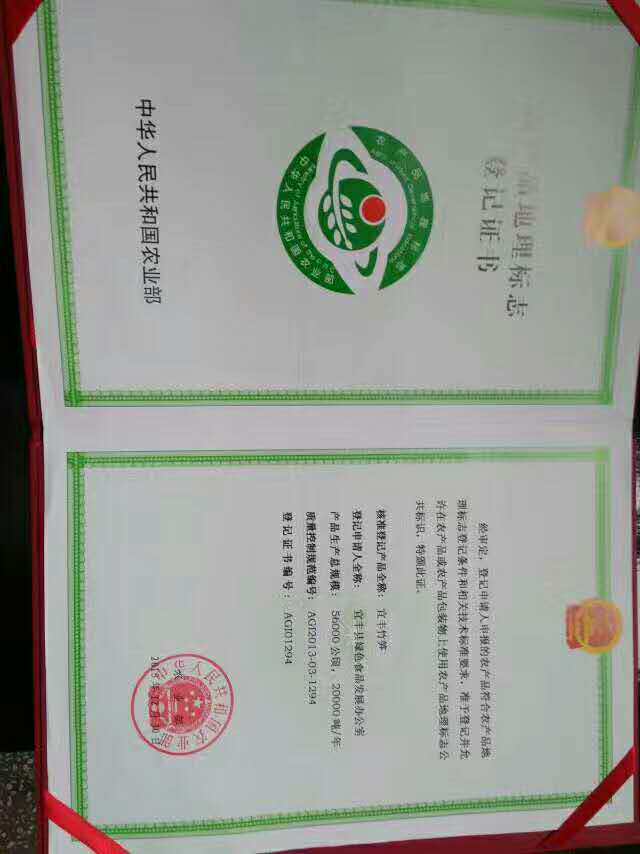 品地理标志
登记证书
中华人民共和国农业部
经审定，登记申请人申报的农产品符合农产品地
理标志登记条件和相关技术标准要求，准予登记并允
许在农产品或农产品包装物上使用农产品地理标志公
共标识，特颁此证。
核准登记产品全称：宜丰竹笋
登记申请人全称：宜丰县绿色食品发展办公室
产品生产总规模：56000公顷，20000吨/年
质量控制规范编号：AGI2013-03-1294
登记证书编号：AGI01294